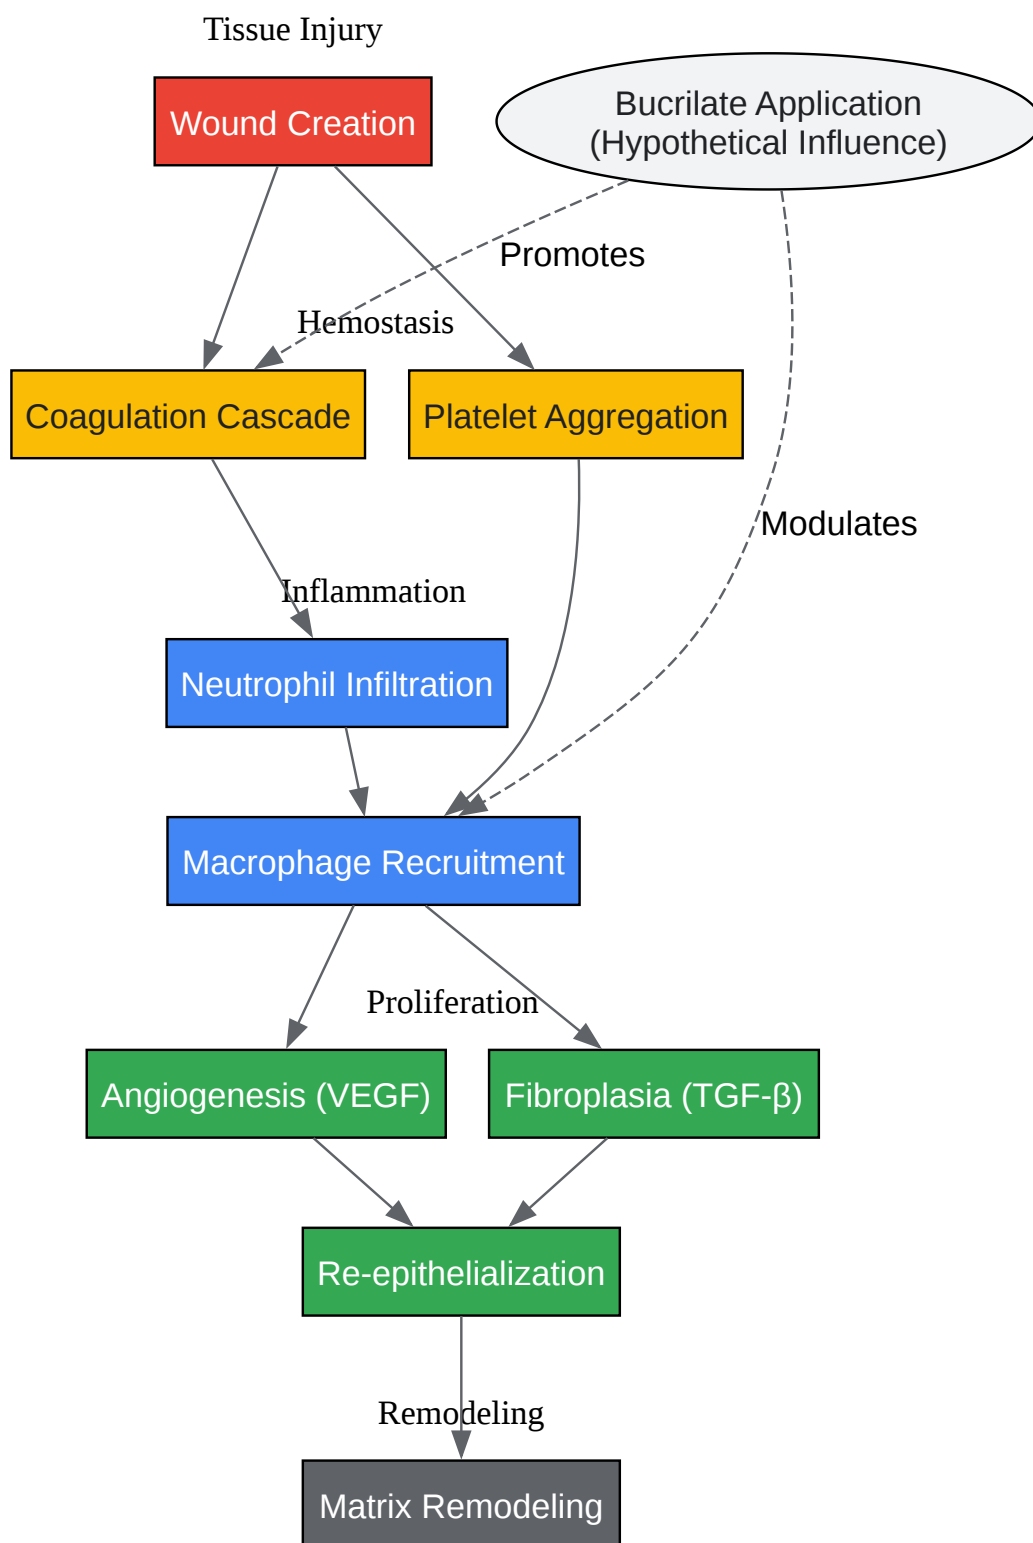 Tissue Injury
Wound Creation
Bucrilate Application
(Hypothetical Influence)
Promotes
Hemostasis
Coagulation Cascade
Platelet Aggregation
Modulates
Inflammation
Neutrophil Infiltration
Macrophage Recruitment
Proliferation
Angiogenesis (VEGF)
Fibroplasia (TGF-β)
Re-epithelialization
Remodeling
Matrix Remodeling